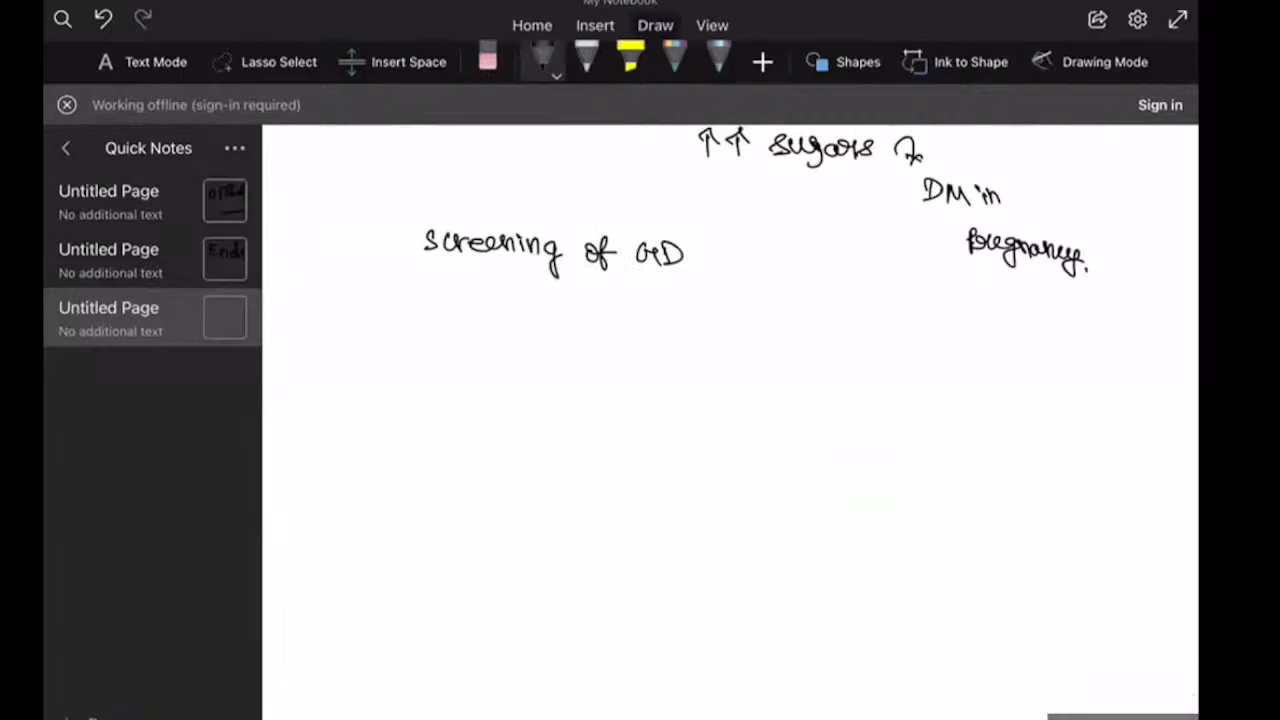 My Notebook
Home Insert Draw View
Text Mode Lasso Select Insert Space Shapes Ink to Shape Drawing Mode
Working offline (sign-in required) Sign in
Quick Notes
Untitled Page
No additional text
Untitled Page
No additional text
Untitled Page
No additional text
↑↑ sugars
DM in
pregnancy.
screening of GD